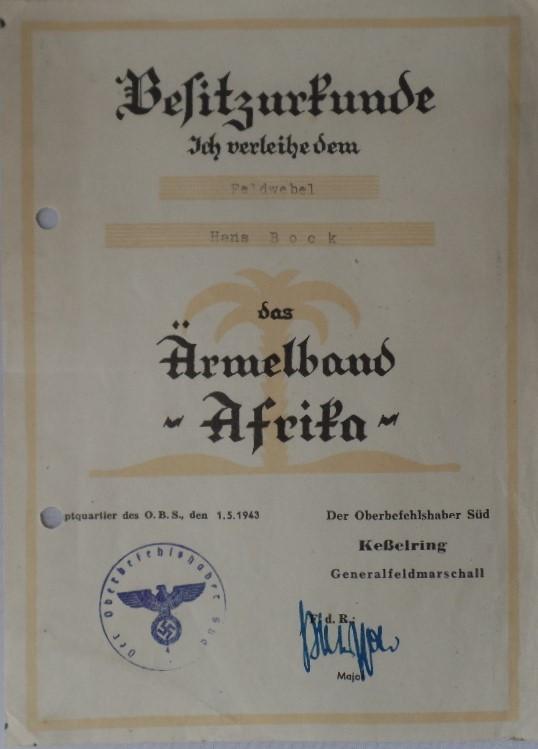 Besitzurkunde
Ich verleihe dem
Feldwebel
Hans Bock
das
Ärmelband
"Afrika"
ptquartier des O.B.S., den 1.5.1943
Der Oberbefehlshaber Süd
Keßelring
Generalfeldmarschall
Der Oberbefehlshaber Süd
F.d.R.:
Major